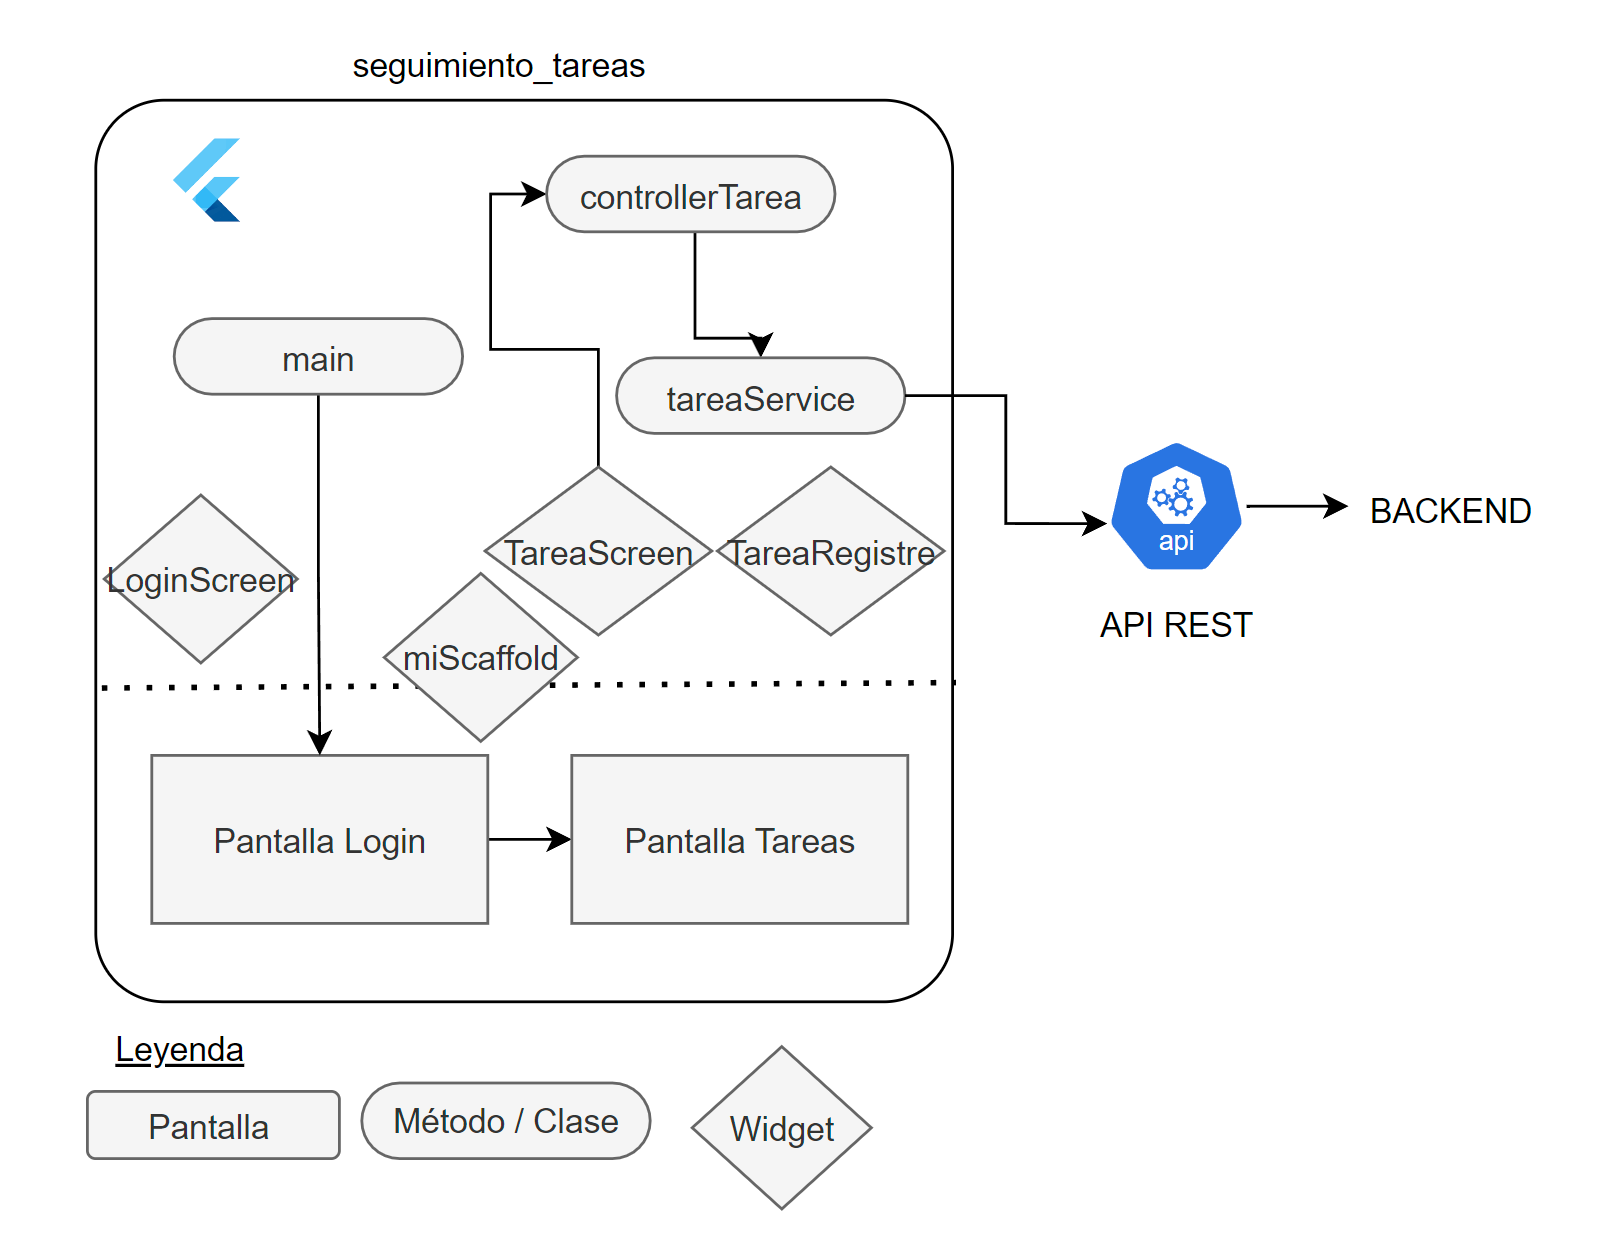 seguimiento_tareas
controllerTarea
main
tareaService
LoginScreen
TareaScreen
TareaRegistre
miScaffold
api
API REST
BACKEND
Pantalla Login
Pantalla Tareas
Leyenda
Pantalla
Método / Clase
Widget